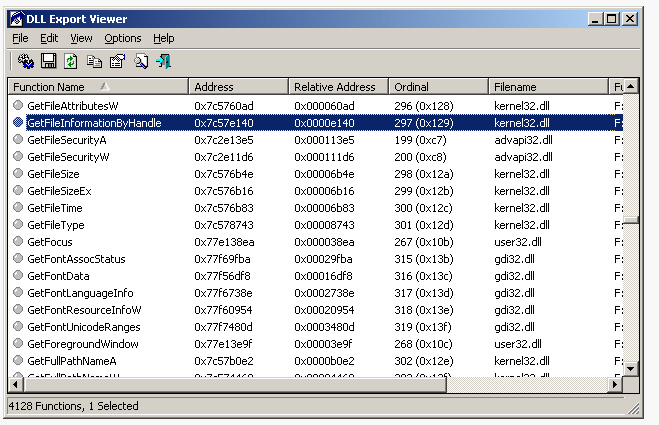 DLL Export Viewer
File Edit View Options Help
Function Name Address Relative Address Ordinal Filename
GetFileAttributesW 0x7c5760ad 0x000060ad 296 (0x128) kernel32.dll F:
GetFileInformationByHandle 0x7c57e140 0x0000e140 297 (0x129) kernel32.dll F:
GetFileSecurityA 0x7c2e13e5 0x000113e5 199 (0xc7) advapi32.dll F:
GetFileSecurityW 0x7c2e11d6 0x000111d6 200 (0xc8) advapi32.dll F:
GetFileSize 0x7c576b4e 0x00006b4e 298 (0x12a) kernel32.dll F:
GetFileSizeEx 0x7c576b16 0x00006b16 299 (0x12b) kernel32.dll F:
GetFileTime 0x7c576b83 0x00006b83 300 (0x12c) kernel32.dll F:
GetFileType 0x7c578743 0x00008743 301 (0x12d) kernel32.dll F:
GetFocus 0x77e138ea 0x000038ea 267 (0x10b) user32.dll F:
GetFontAssocStatus 0x77f69fba 0x00029fba 315 (0x13b) gdi32.dll F:
GetFontData 0x77f56df8 0x00016df8 316 (0x13c) gdi32.dll F:
GetFontLanguageInfo 0x77f6738e 0x0002738e 317 (0x13d) gdi32.dll F:
GetFontResourceInfoW 0x77f60954 0x00020954 318 (0x13e) gdi32.dll F:
GetFontUnicodeRanges 0x77f7480d 0x0003480d 319 (0x13f) gdi32.dll F:
GetForegroundWindow 0x77e13e9f 0x00003e9f 268 (0x10c) user32.dll F:
GetFullPathNameA 0x7c57b0e2 0x0000b0e2 302 (0x12e) kernel32.dll F:
4128 Functions, 1 Selected